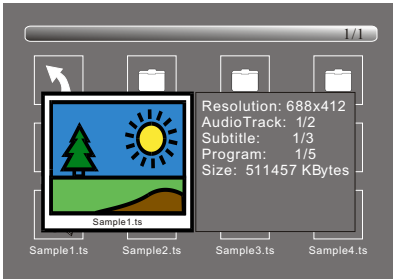 1/1
Resolution: 688x412
AudioTrack: 1/2
Subtitle: 1/3
Program: 1/5
Size: 511457 KBytes
Sample1.ts
Sample1.ts Sample2.ts Sample3.ts Sample4.ts